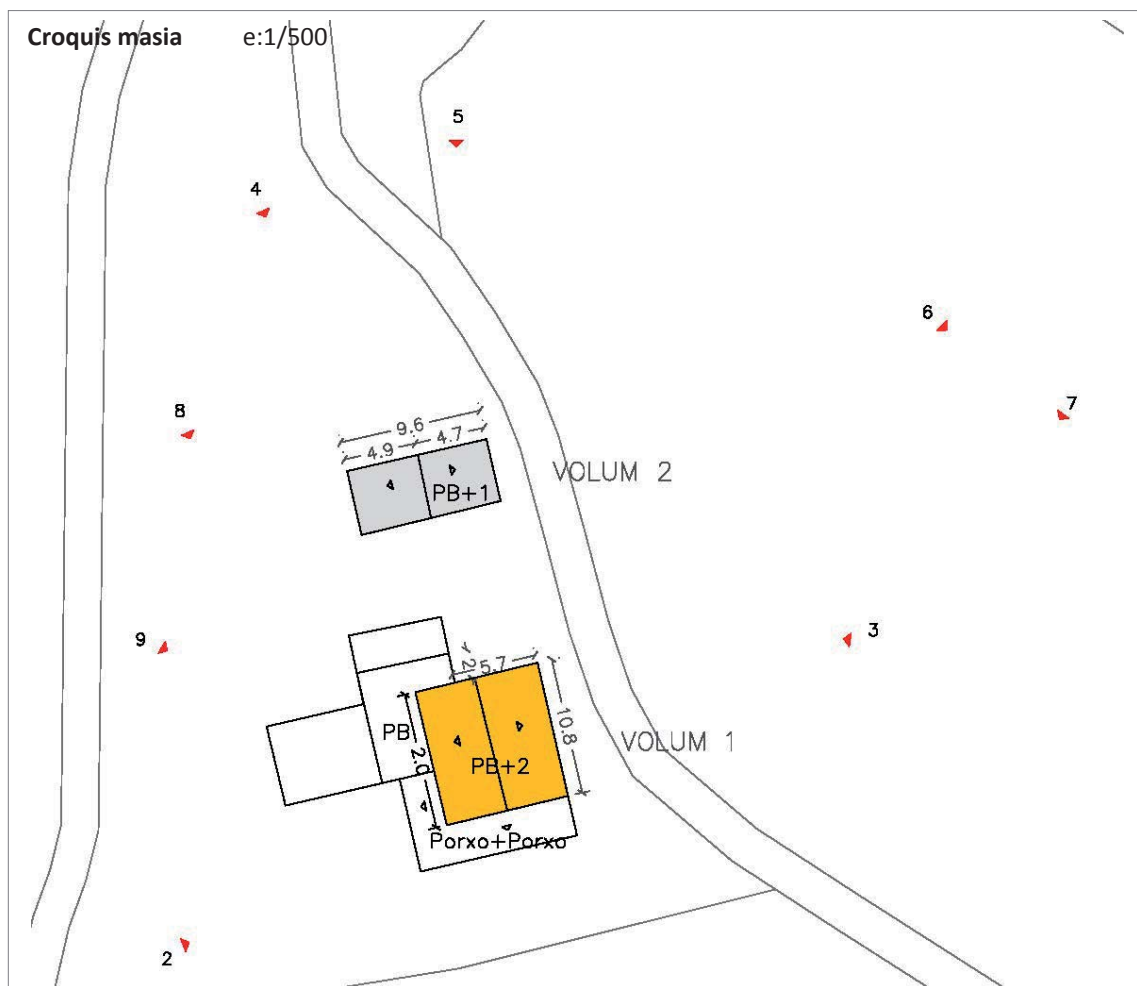 Croquis masia e:1/500
5
4
6
7
8
9.6
4.9 4.7
VOLUM 2
PB+1
9
3
5.7
10.8
PB
2.0
VOLUM 1
PB+2
Porxo+Porxo
2